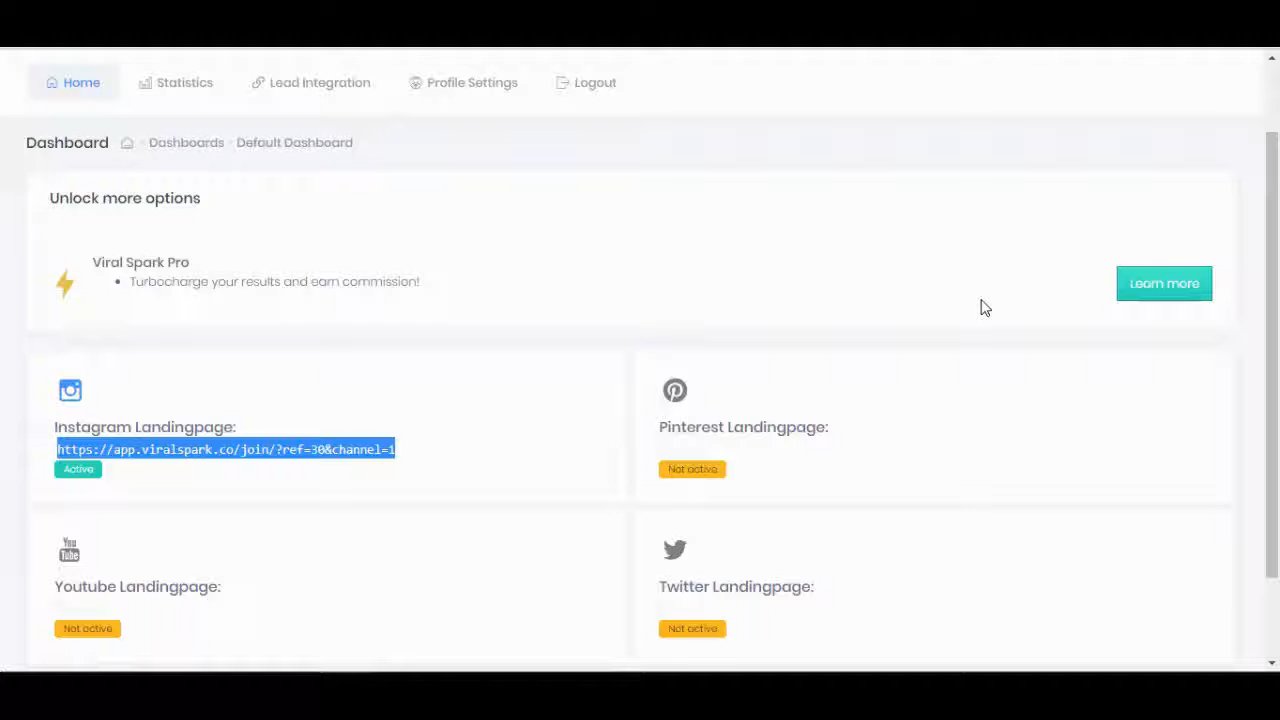 Home Statistics Lead Integration Profile Settings Logout
Dashboard - Dashboards - Default Dashboard
Unlock more options
Viral Spark Pro
• Turbocharge your results and earn commission!
Learn more
Instagram Landingpage:
https://app.viralspark.co/join/?ref=30&channel=1
Active
Pinterest Landingpage:
Not active
You
Tube
Youtube Landingpage:
Not active
Twitter Landingpage:
Not active